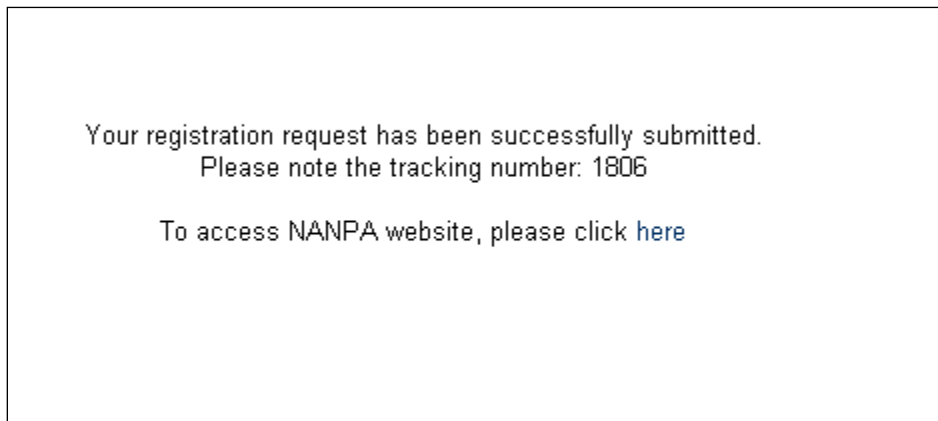 Your registration request has been successfully submitted.
Please note the tracking number: 1806
To access NANPA website, please click here